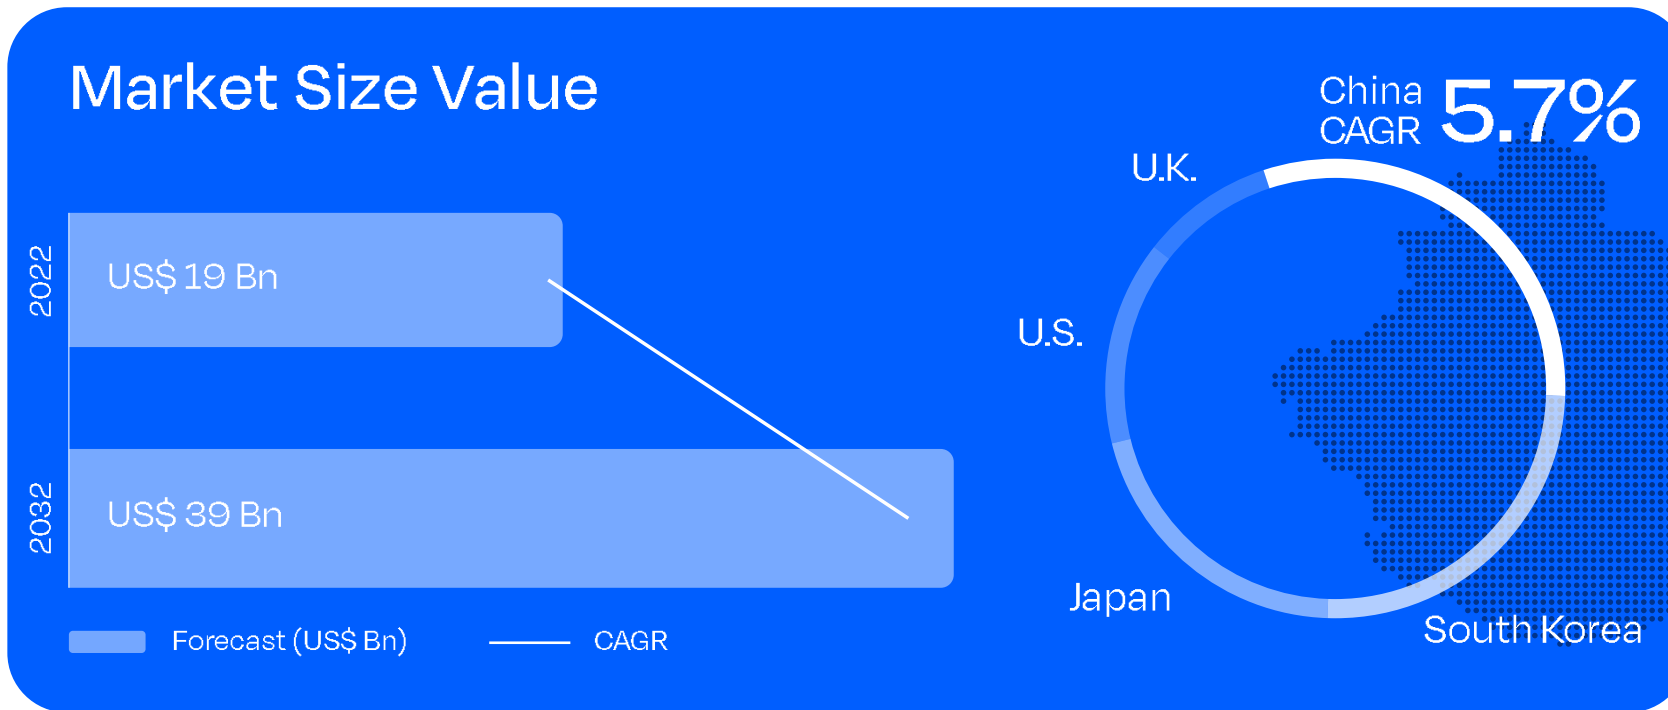 Market Size Value
2022
US$ 19 Bn
2032
US$ 39 Bn
Forecast (US$ Bn)
CAGR
China
CAGR
5.7%
U.K.
U.S.
Japan
South Korea